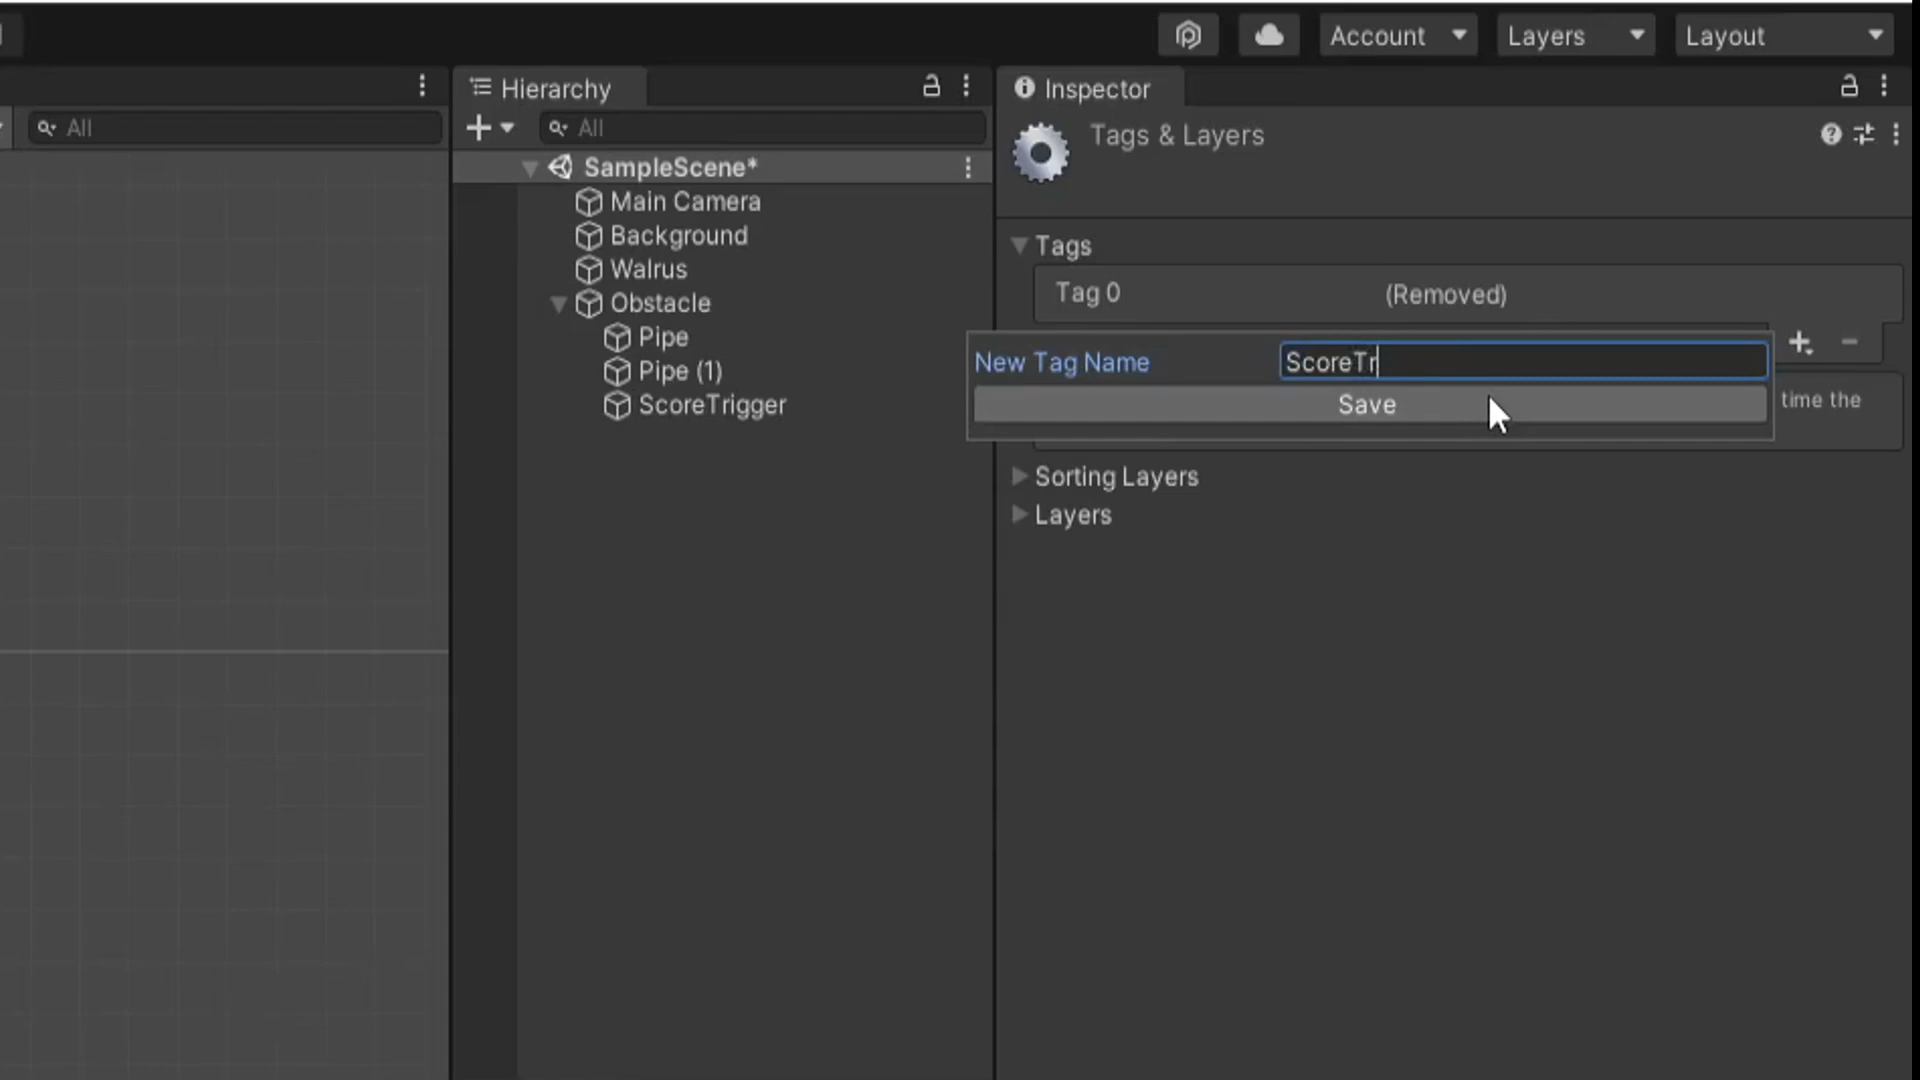 Account
Layers
Layout
All
Hierarchy
All
SampleScene*
Main Camera
Background
Walrus
Obstacle
Pipe
Pipe (1)
ScoreTrigger
Inspector
Tags & Layers
Tags
Tag 0 (Removed)
New Tag Name ScoreTr
Save
time the
Sorting Layers
Layers